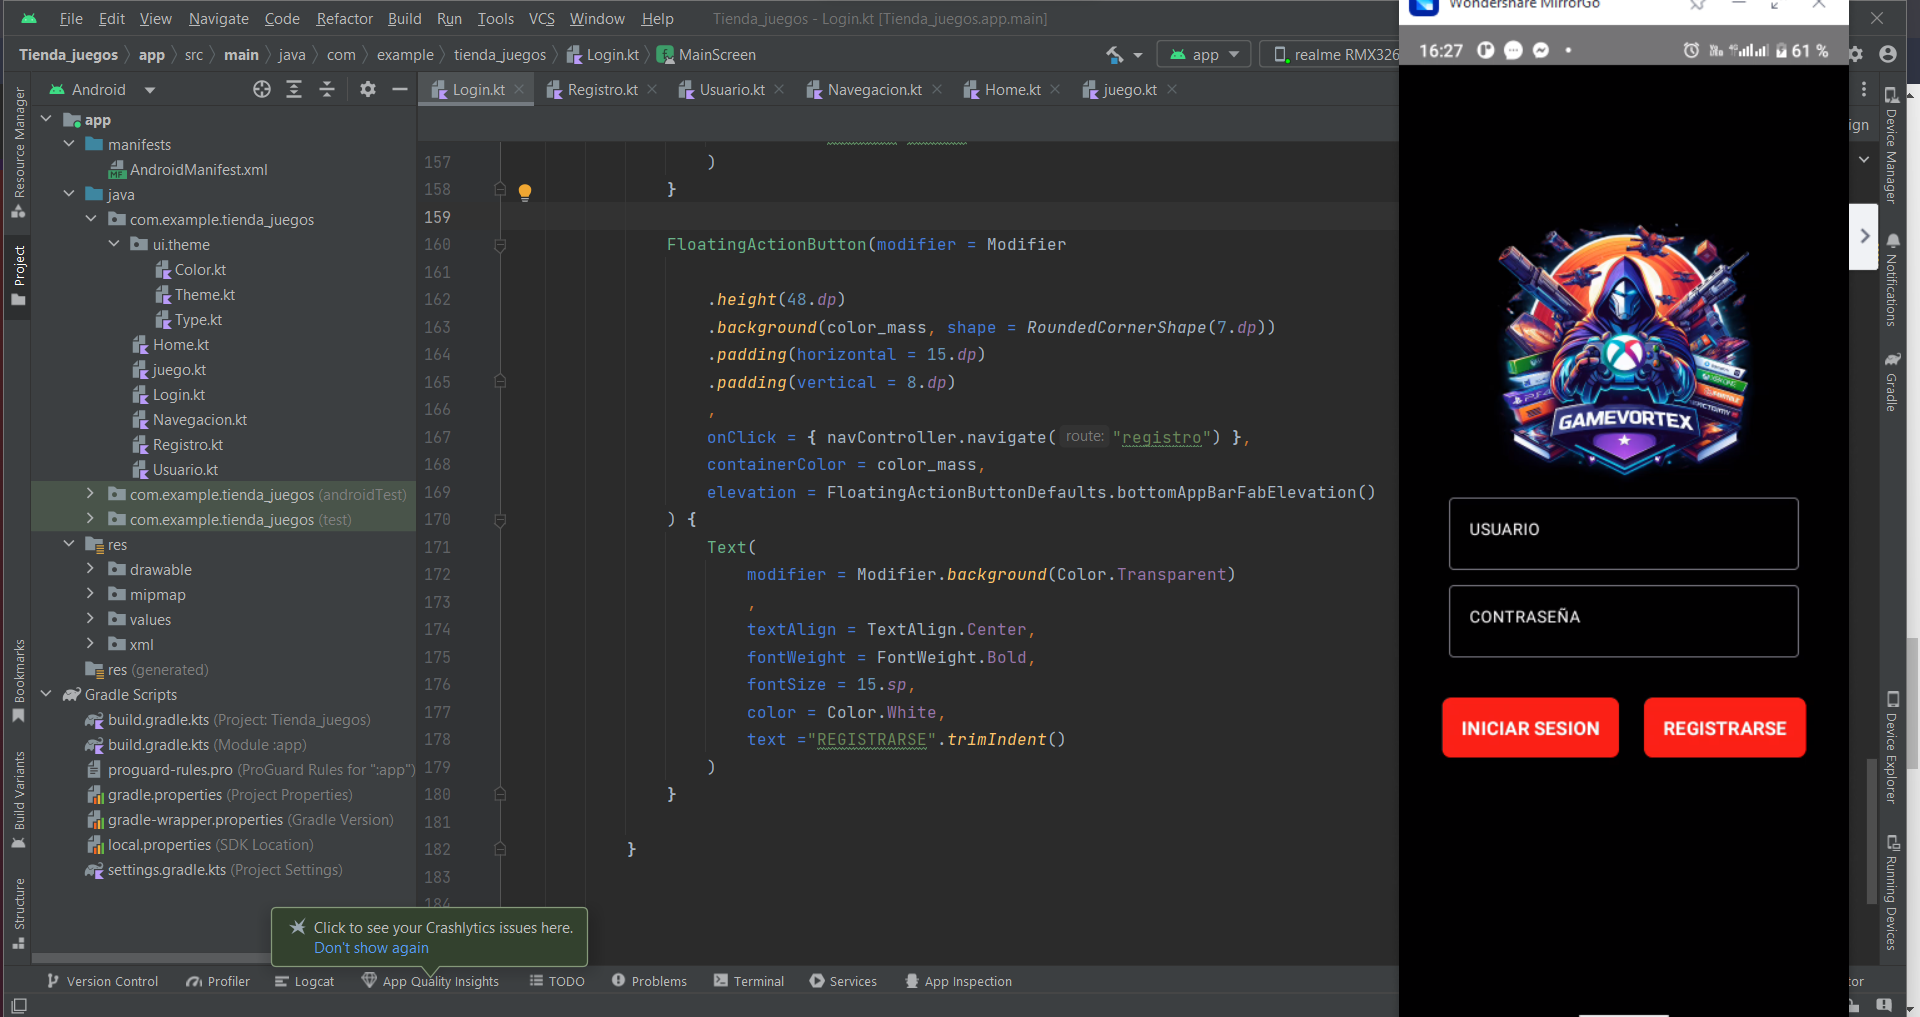 File Edit View Navigate Code Refactor Build Run Tools VCS Window Help Tienda_juegos - Login.kt [Tienda_juegos.app.main]
Tienda_juegos app src main java com example tienda_juegos Login.kt MainScreen app realme RMX326
Android
Login.kt Registro.kt Usuario.kt Navegacion.kt Home.kt juego.kt
ign
Resource Manager
Project
Bookmarks
Build Variants
Structure
app
manifests
AndroidManifest.xml
java
com.example.tienda_juegos
ui.theme
Color.kt
Theme.kt
Type.kt
Home.kt
juego.kt
Login.kt
Navegacion.kt
Registro.kt
Usuario.kt
com.example.tienda_juegos (androidTest)
com.example.tienda_juegos (test)
res
drawable
mipmap
values
xml
res (generated)
Gradle Scripts
build.gradle.kts (Project: Tienda_juegos)
build.gradle.kts (Module :app)
proguard-rules.pro (ProGuard Rules for ":app")
gradle.properties (Project Properties)
gradle-wrapper.properties (Gradle Version)
local.properties (SDK Location)
settings.gradle.kts (Project Settings)
157 )
158 }
159
160 FloatingActionButton(modifier = Modifier
161
162 .height(48.dp)
163 .background(color_mass, shape = RoundedCornerShape(7.dp))
164 .padding(horizontal = 15.dp)
165 .padding(vertical = 8.dp)
166 ,
167 onClick = { navController.navigate( route: "registro") },
168 containerColor = color_mass,
169 elevation = FloatingActionButtonDefaults.bottomAppBarFabElevation()
170 ) {
171 Text(
172 modifier = Modifier.background(Color.Transparent)
173 ,
174 textAlign = TextAlign.Center,
175 fontWeight = FontWeight.Bold,
176 fontSize = 15.sp,
177 color = Color.White,
178 text ="REGISTRARSE".trimIndent()
179 )
180 }
181
182 }
183
184
Click to see your Crashlytics issues here.
Don't show again
Version Control Profiler Logcat App Quality Insights TODO Problems Terminal Services App Inspection
tor
Wondershare MirrorGo
16:27 61 %
GAMEVORTEX
USUARIO
CONTRASEÑA
INICIAR SESION REGISTRARSE
Device Manager
Notifications
Gradle
Device Explorer
Running Devices